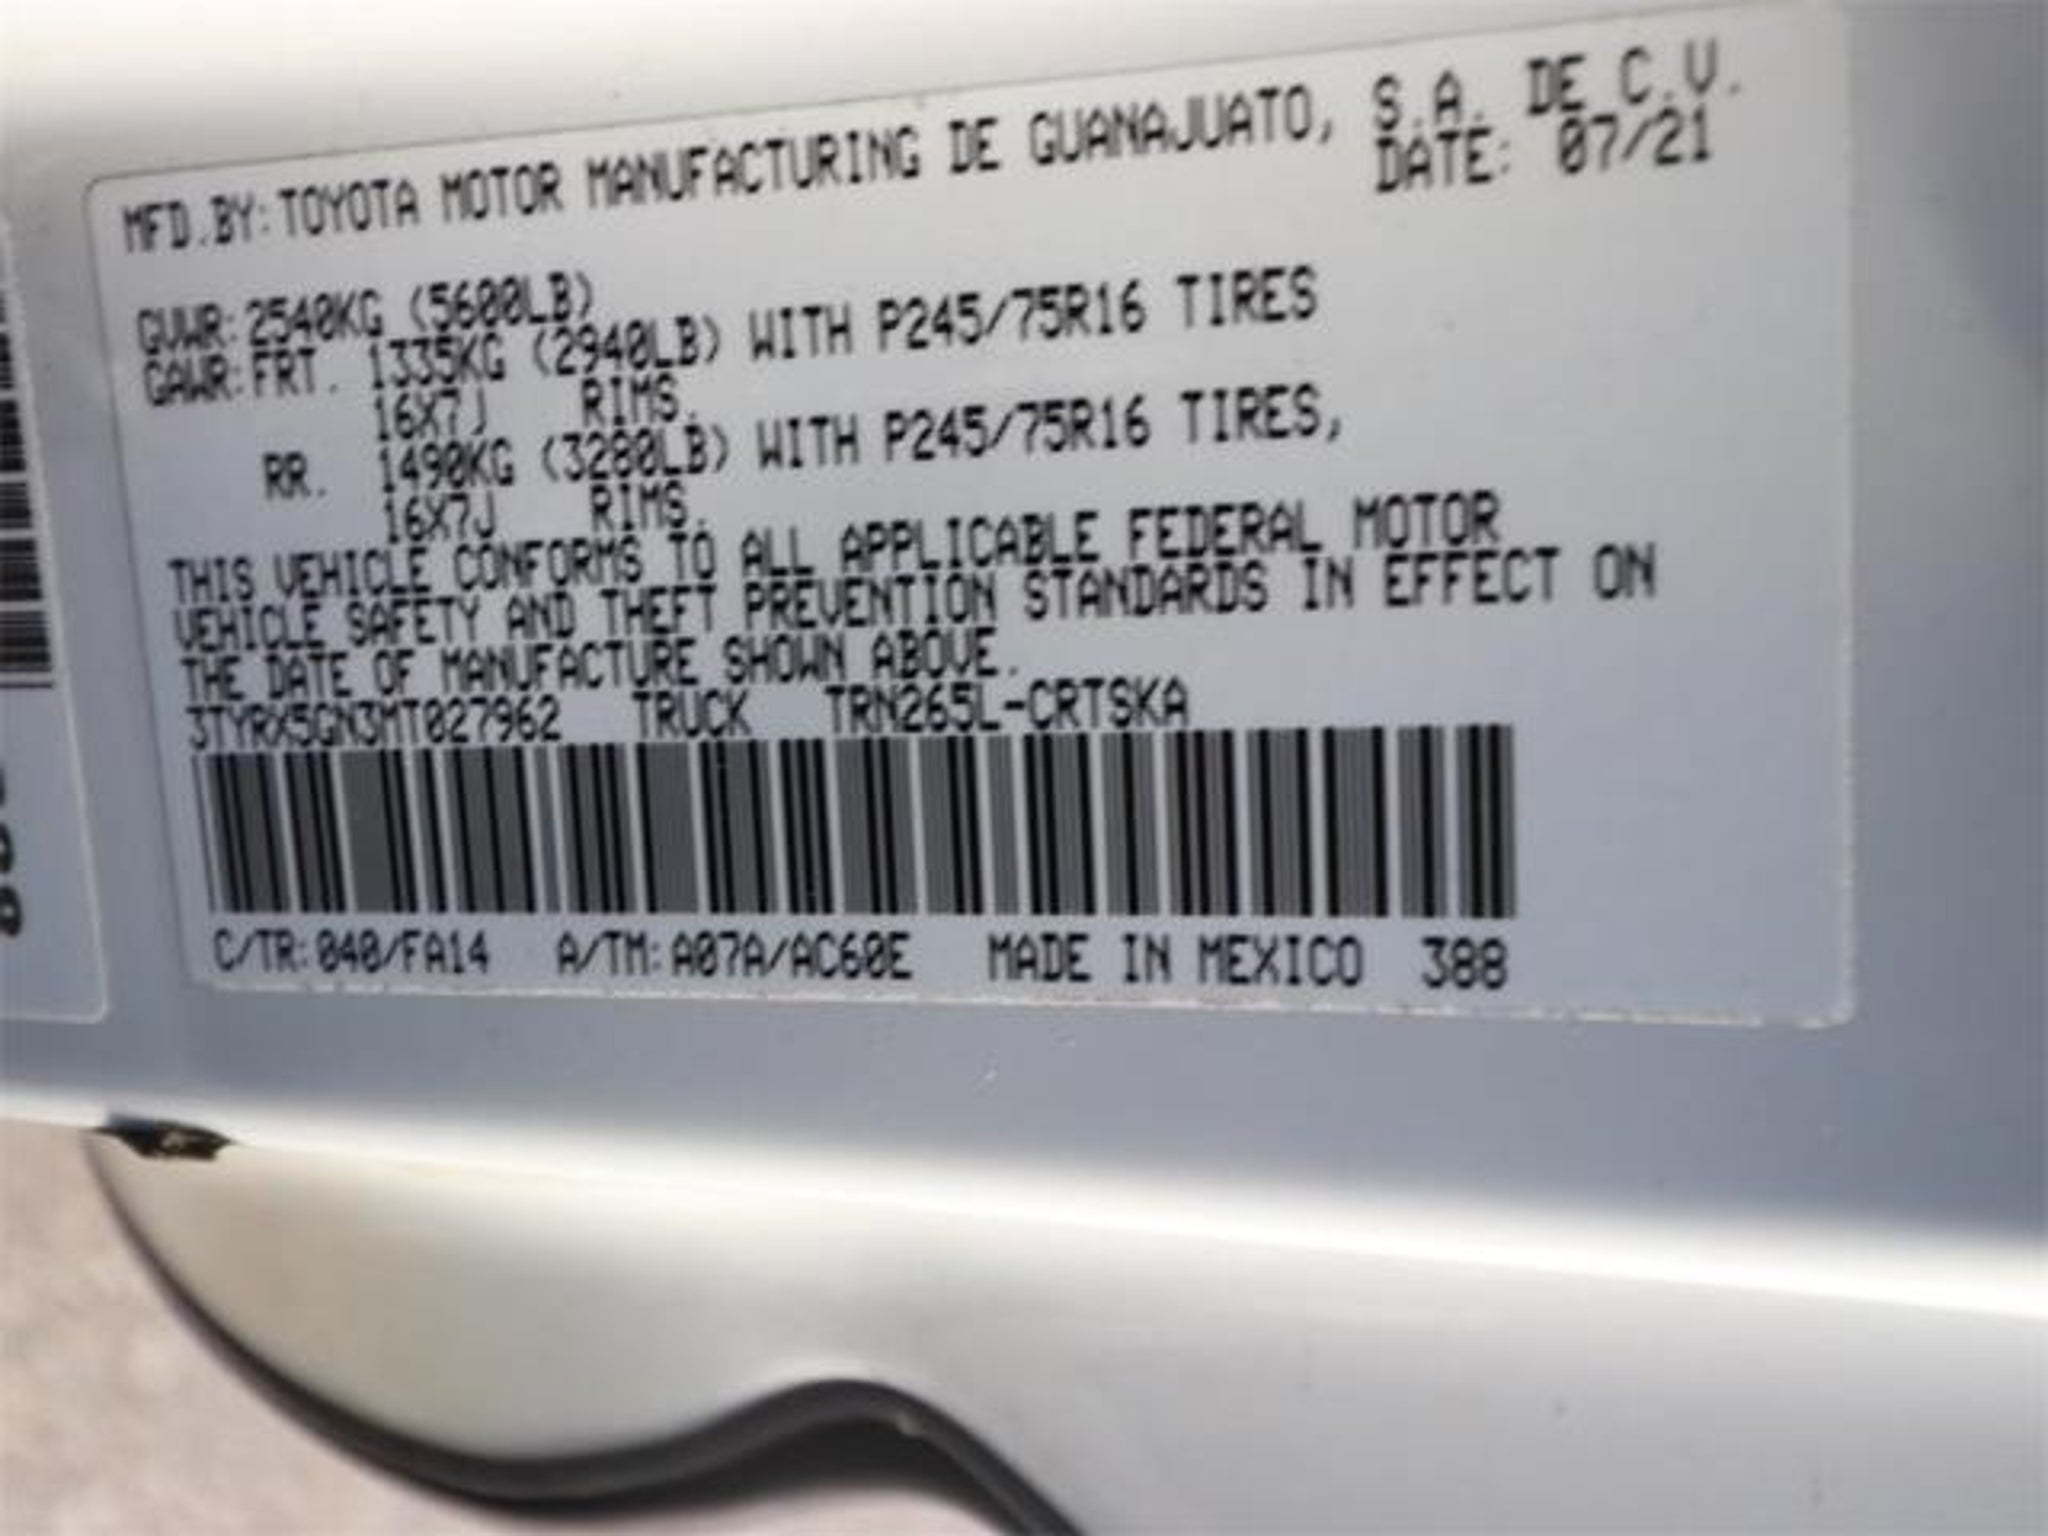 MFD.BY:TOYOTA MOTOR MANUFACTURING DE GUANAJUATO, S.A. DE C.V.
DATE: 07/21
GVWR:2540KG (5600LB)
GAWR:FRT. 1335KG (2940LB) WITH P245/75R16 TIRES
16X7J RIMS.
RR. 1490KG (3280LB) WITH P245/75R16 TIRES,
16X7J RIMS.
THIS VEHICLE CONFORMS TO ALL APPLICABLE FEDERAL MOTOR
VEHICLE SAFETY AND THEFT PREVENTION STANDARDS IN EFFECT ON
THE DATE OF MANUFACTURE SHOWN ABOVE.
3TYRX5GN3MT027962 TRUCK TRN265L-CRTSKA
C/TR:040/FA14 A/TM:A07A/AC60E MADE IN MEXICO 388